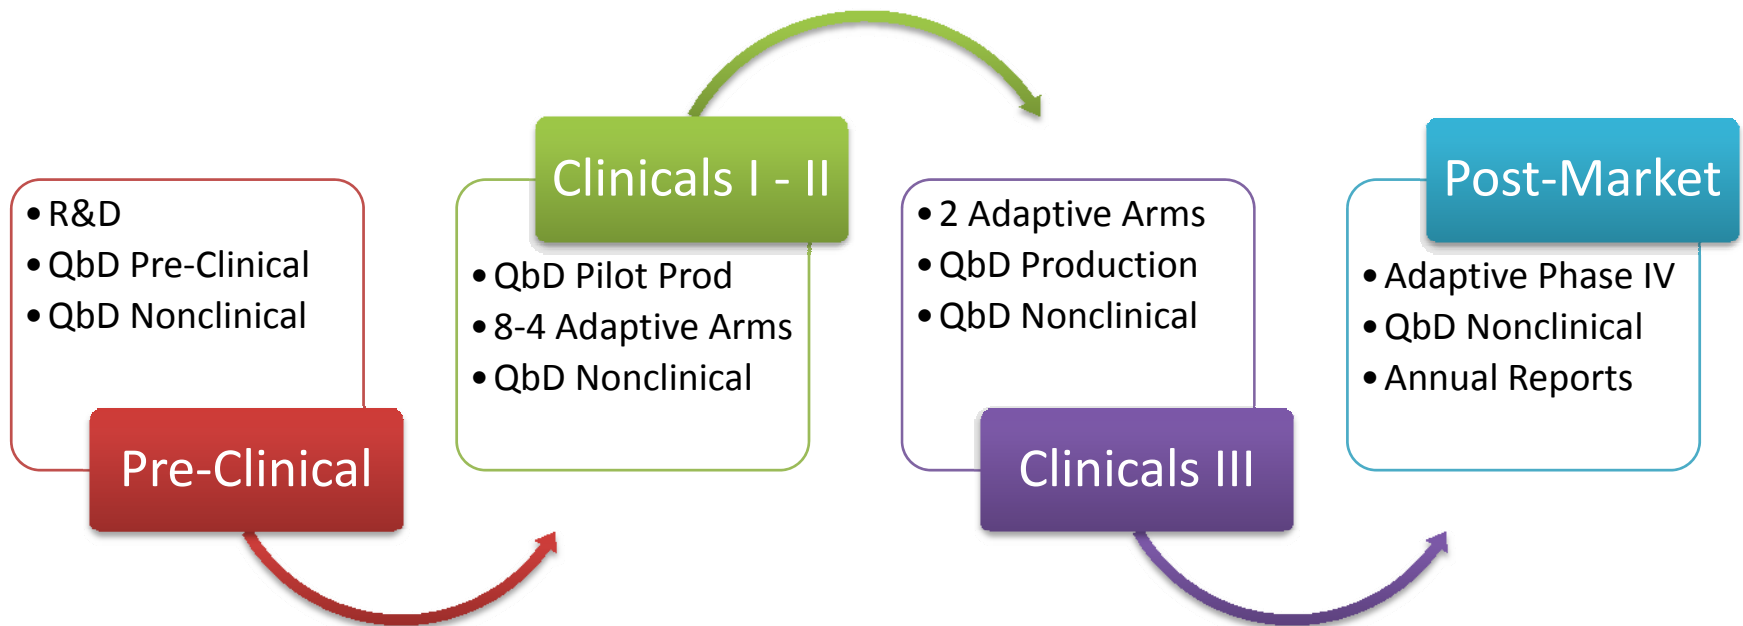 • R&D
• QbD Pre-Clinical
• QbD Nonclinical
Pre-Clinical
Clinicals I - II
• QbD Pilot Prod
• 8-4 Adaptive Arms
• QbD Nonclinical
• 2 Adaptive Arms
• QbD Production
• QbD Nonclinical
Clinicals III
Post-Market
• Adaptive Phase IV
• QbD Nonclinical
• Annual Reports